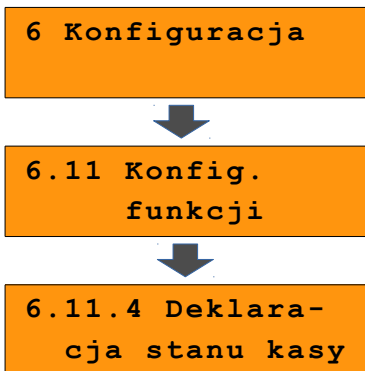 6 Konfiguracja
6.11 Konfig.
funkcji
6.11.4 Deklara-
cja stanu kasy